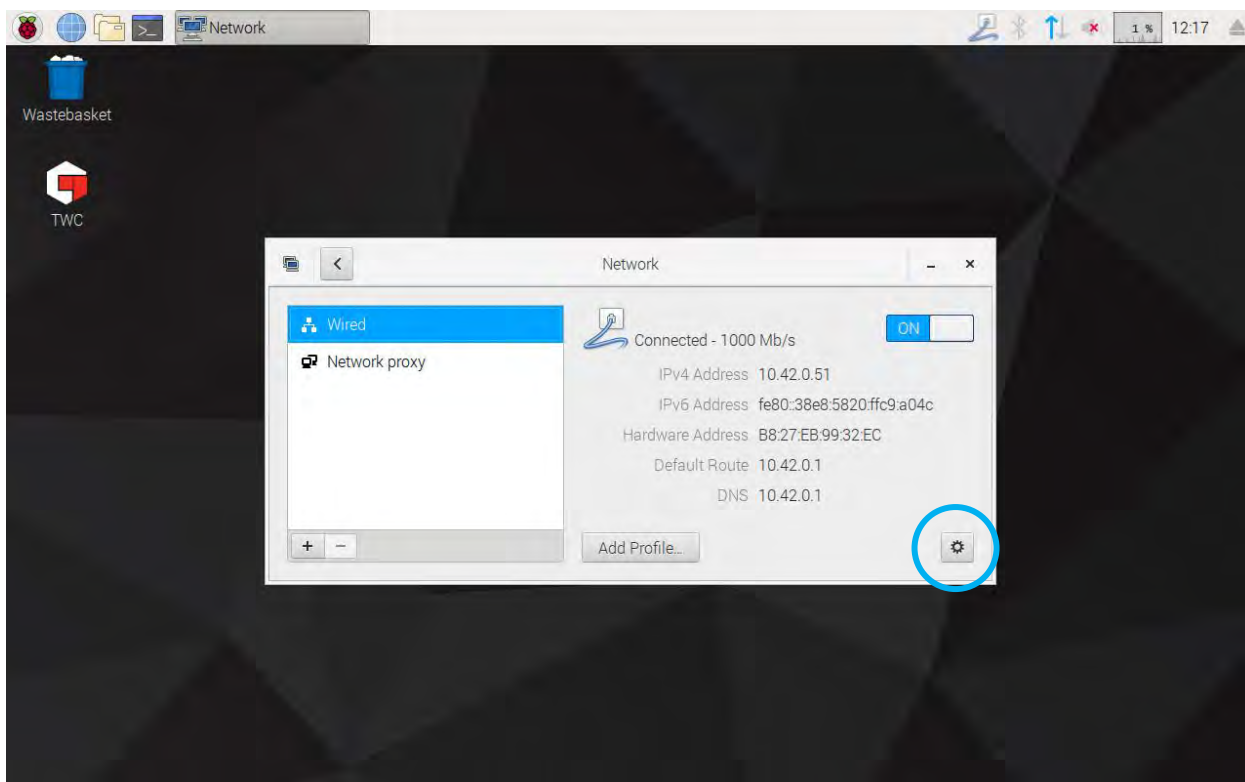 Network
1 %
12:17
Wastebasket
TWC
Network
Wired
Network proxy
Connected - 1000 Mb/s
ON
IPv4 Address 10.42.0.51
IPv6 Address fe80::38e8:5820:ffc9:a04c
Hardware Address B8:27:EB:99:32:EC
Default Route 10.42.0.1
DNS 10.42.0.1
Add Profile...